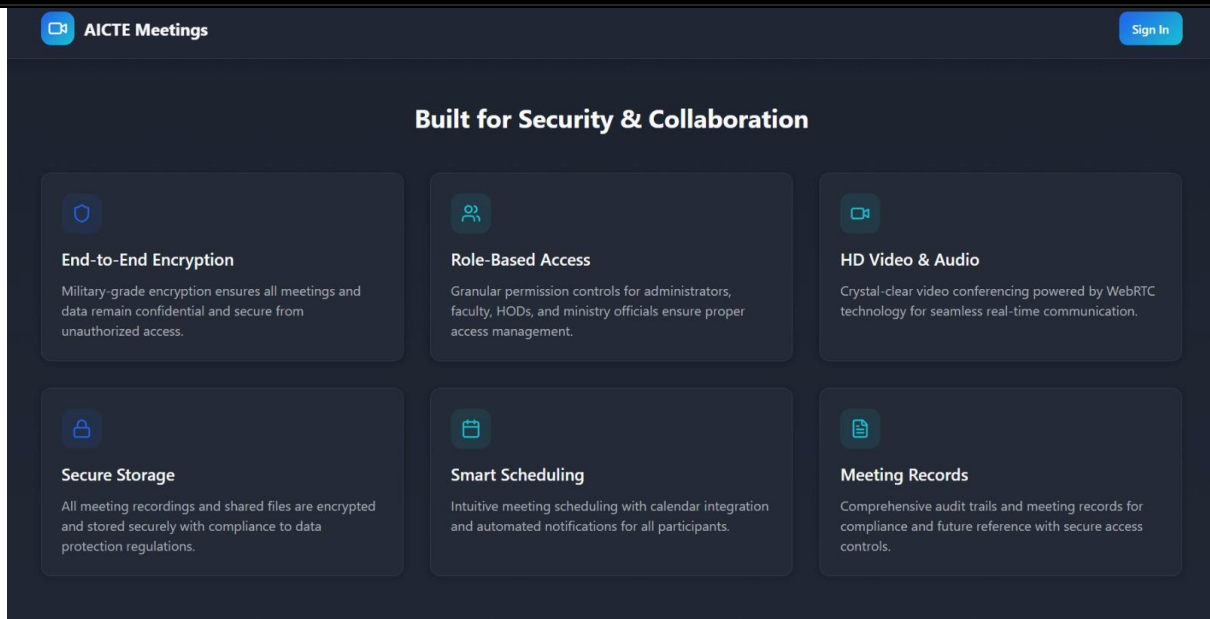 AICTE Meetings
Sign In
Built for Security & Collaboration
End-to-End Encryption
Military-grade encryption ensures all meetings and
data remain confidential and secure from
unauthorized access.
Role-Based Access
Granular permission controls for administrators,
faculty, HODs, and ministry officials ensure proper
access management.
HD Video & Audio
Crystal-clear video conferencing powered by WebRTC
technology for seamless real-time communication.
Secure Storage
All meeting recordings and shared files are encrypted
and stored securely with compliance to data
protection regulations.
Smart Scheduling
Intuitive meeting scheduling with calendar integration
and automated notifications for all participants.
Meeting Records
Comprehensive audit trails and meeting records for
compliance and future reference with secure access
controls.